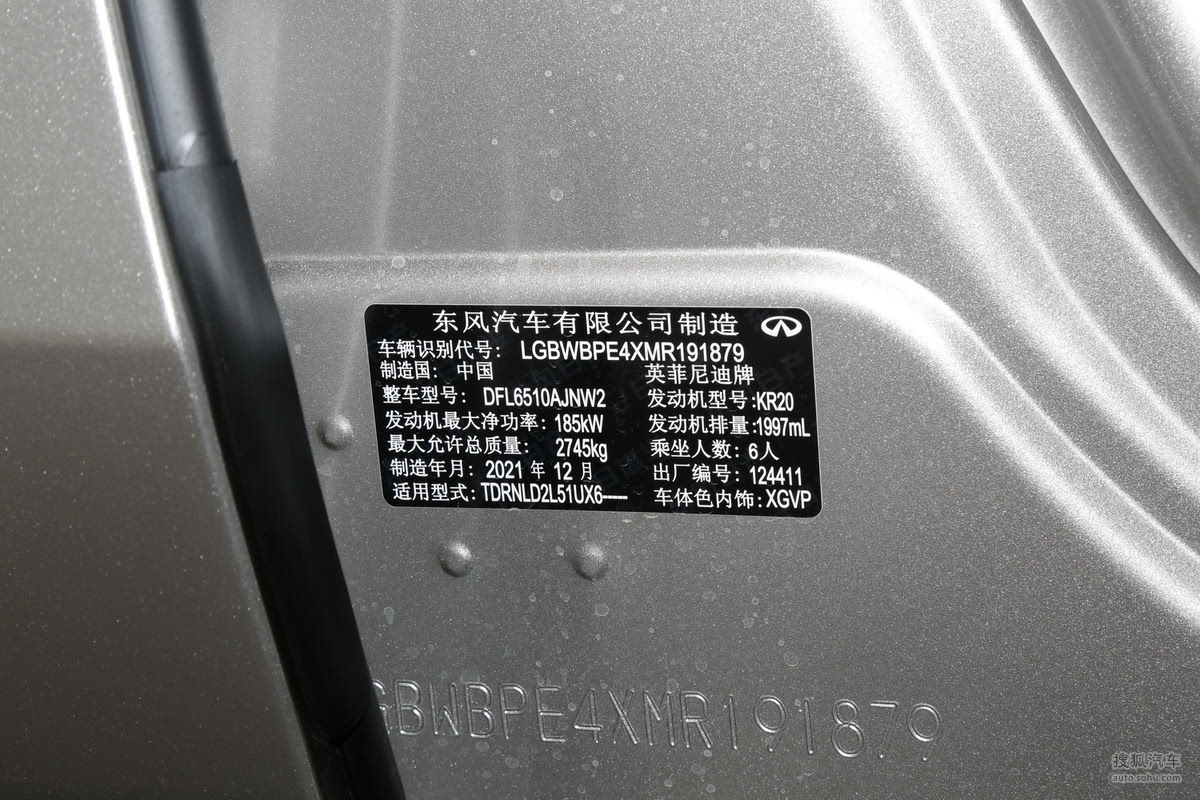 东风汽车有限公司制造
车辆识别代号： LGBWBPE4XMR191879
制造国： 中国 英菲尼迪牌
整车型号： DFL6510AJNW2 发动机型号:KR20
发动机最大净功率: 185kW 发动机排量:1997mL
最大允许总质量: 2745kg 乘坐人数: 6人
制造年月: 2021 年 12 月 出厂编号: 124411
适用型式: TDRNLD2L51UX6----- 车体色内饰: XGVP
GBWBPE4XMR191879
搜狐汽车
auto.sohu.com